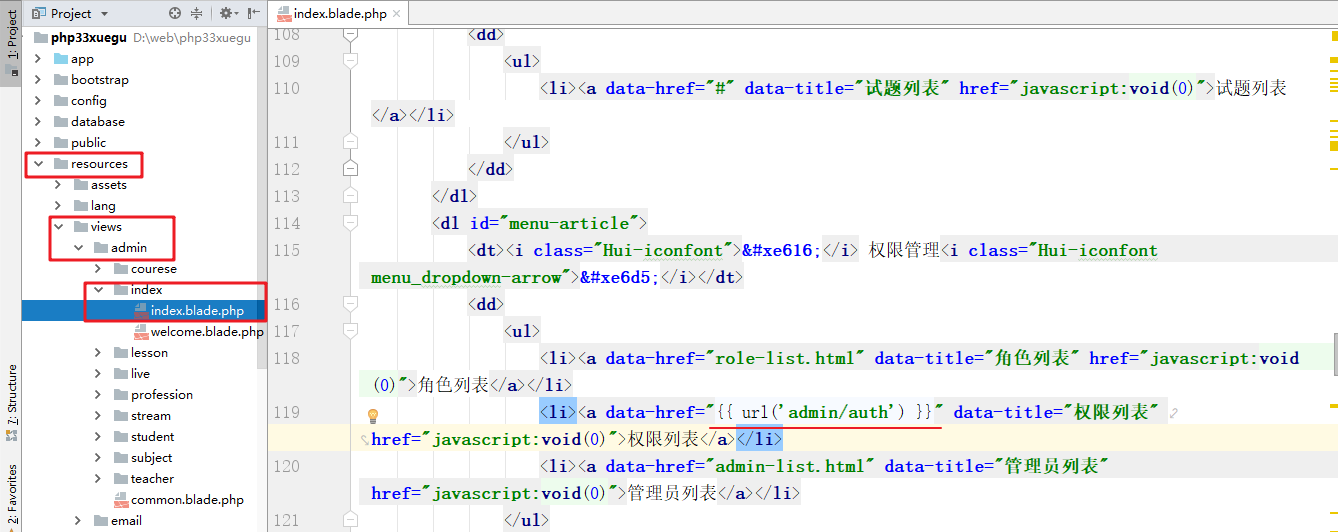 1: Project
7: Structure
2: Favorites
Project
php33xuegu D:\web\php33xuegu
app
bootstrap
config
database
public
resources
assets
lang
views
admin
courese
index
index.blade.php
welcome.blade.php
lesson
live
profession
stream
student
subject
teacher
common.blade.php
email
index.blade.php
108 <dd>
109 <ul>
110 <li><a data-href="#" data-title="试题列表" href="javascript:void(0)">试题列表
</a></li>
111 </ul>
112 </dd>
113 </dl>
114 <dl id="menu-article">
115 <dt><i class="Hui-iconfont">&#xe616;</i> 权限管理<i class="Hui-iconfont
menu_dropdown-arrow">&#xe6d5;</i></dt>
116 <dd>
117 <ul>
118 <li><a data-href="role-list.html" data-title="角色列表" href="javascript:void
(0)">角色列表</a></li>
119 <li><a data-href="{{ url('admin/auth') }}" data-title="权限列表"
href="javascript:void(0)">权限列表</a></li>
120 <li><a data-href="admin-list.html" data-title="管理员列表"
href="javascript:void(0)">管理员列表</a></li>
121 </ul>